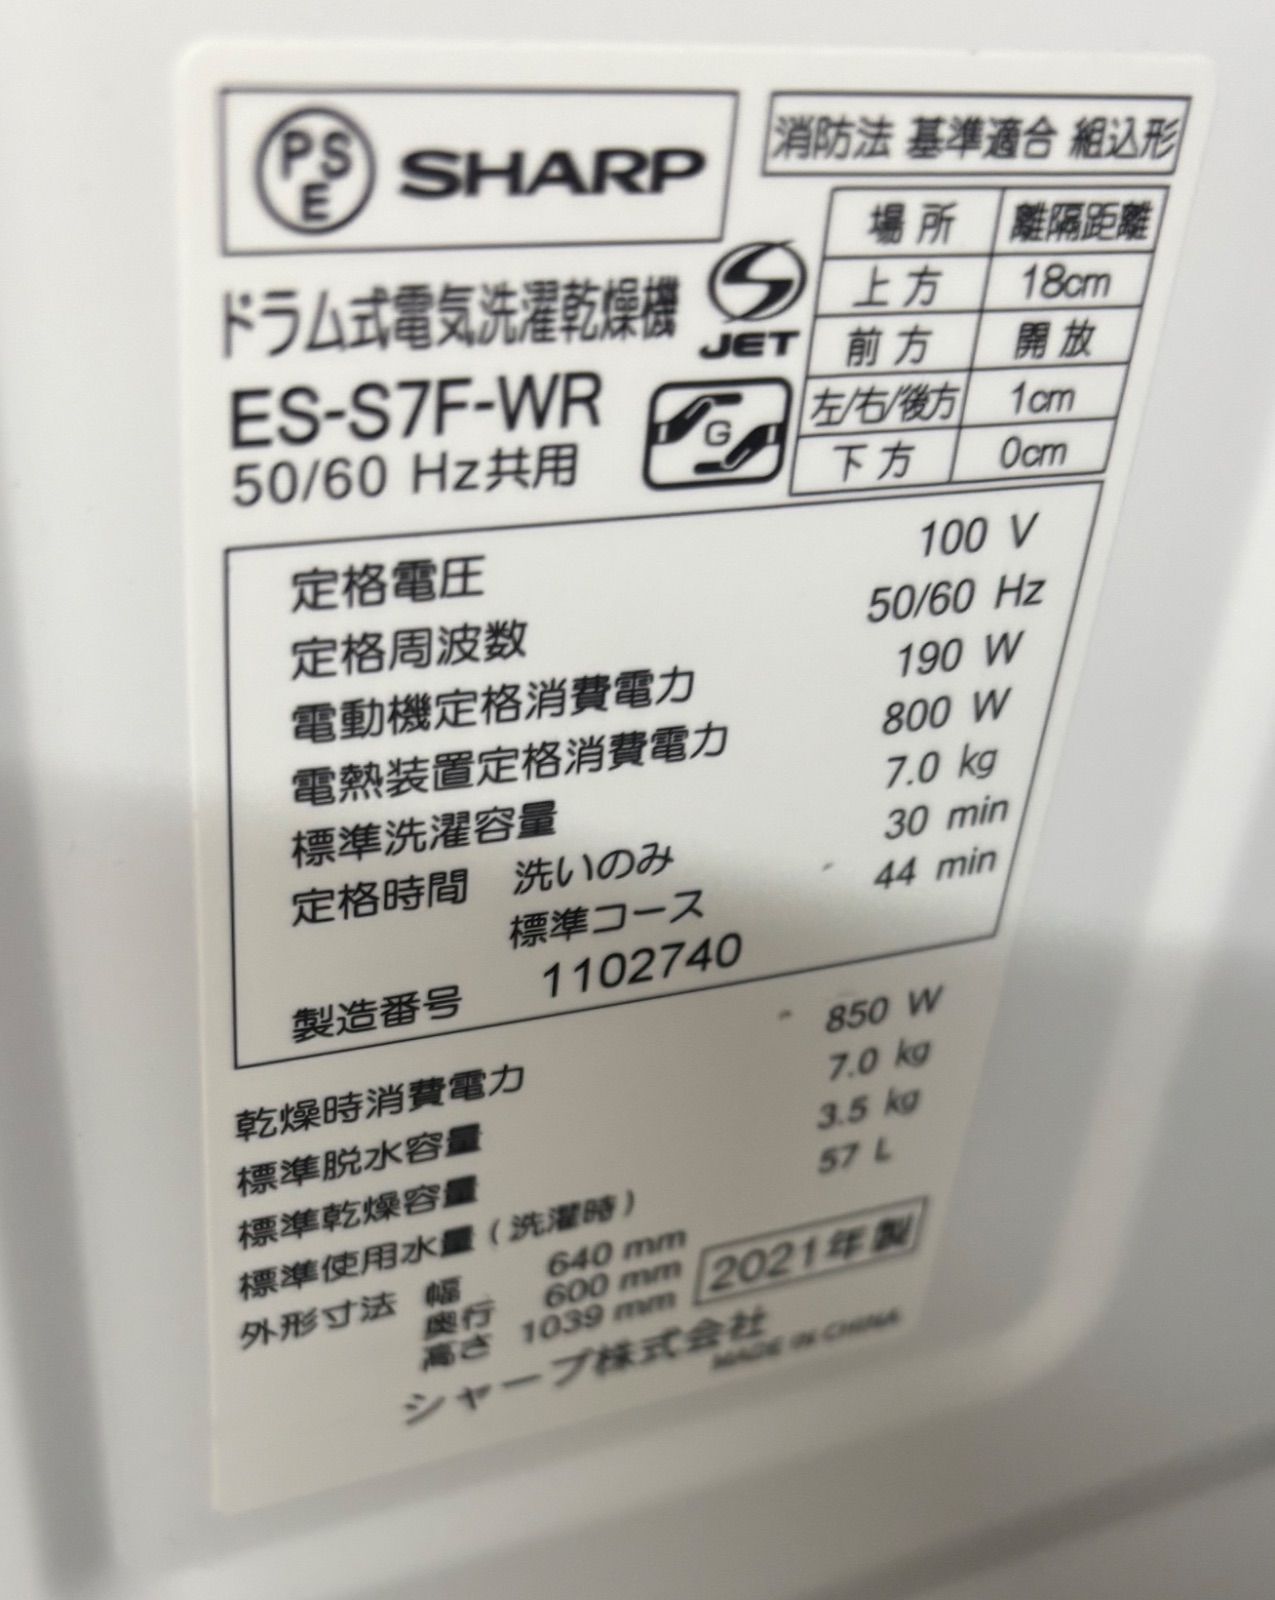 PSE SHARP
消防法 基準適合 組込形
場所 離隔距離
上方 18cm
前方 開放
左/右/後方 1cm
下方 0cm
ドラム式電気洗濯乾燥機
JET
ES-S7F-WR
G
50/60 Hz共用
定格電圧 100 V
定格周波数 50/60 Hz
電動機定格消費電力 190 W
電熱装置定格消費電力 800 W
標準洗濯容量 7.0 kg
定格時間 洗いのみ 30 min
標準コース 44 min
製造番号 1102740
乾燥時消費電力 850 W
標準脱水容量 7.0 kg
標準乾燥容量 3.5 kg
標準使用水量(洗濯時) 57 L
外形寸法 幅 640 mm
奥行 600 mm
高さ 1039 mm
2021年製
シャープ株式会社
MADE IN CHINA